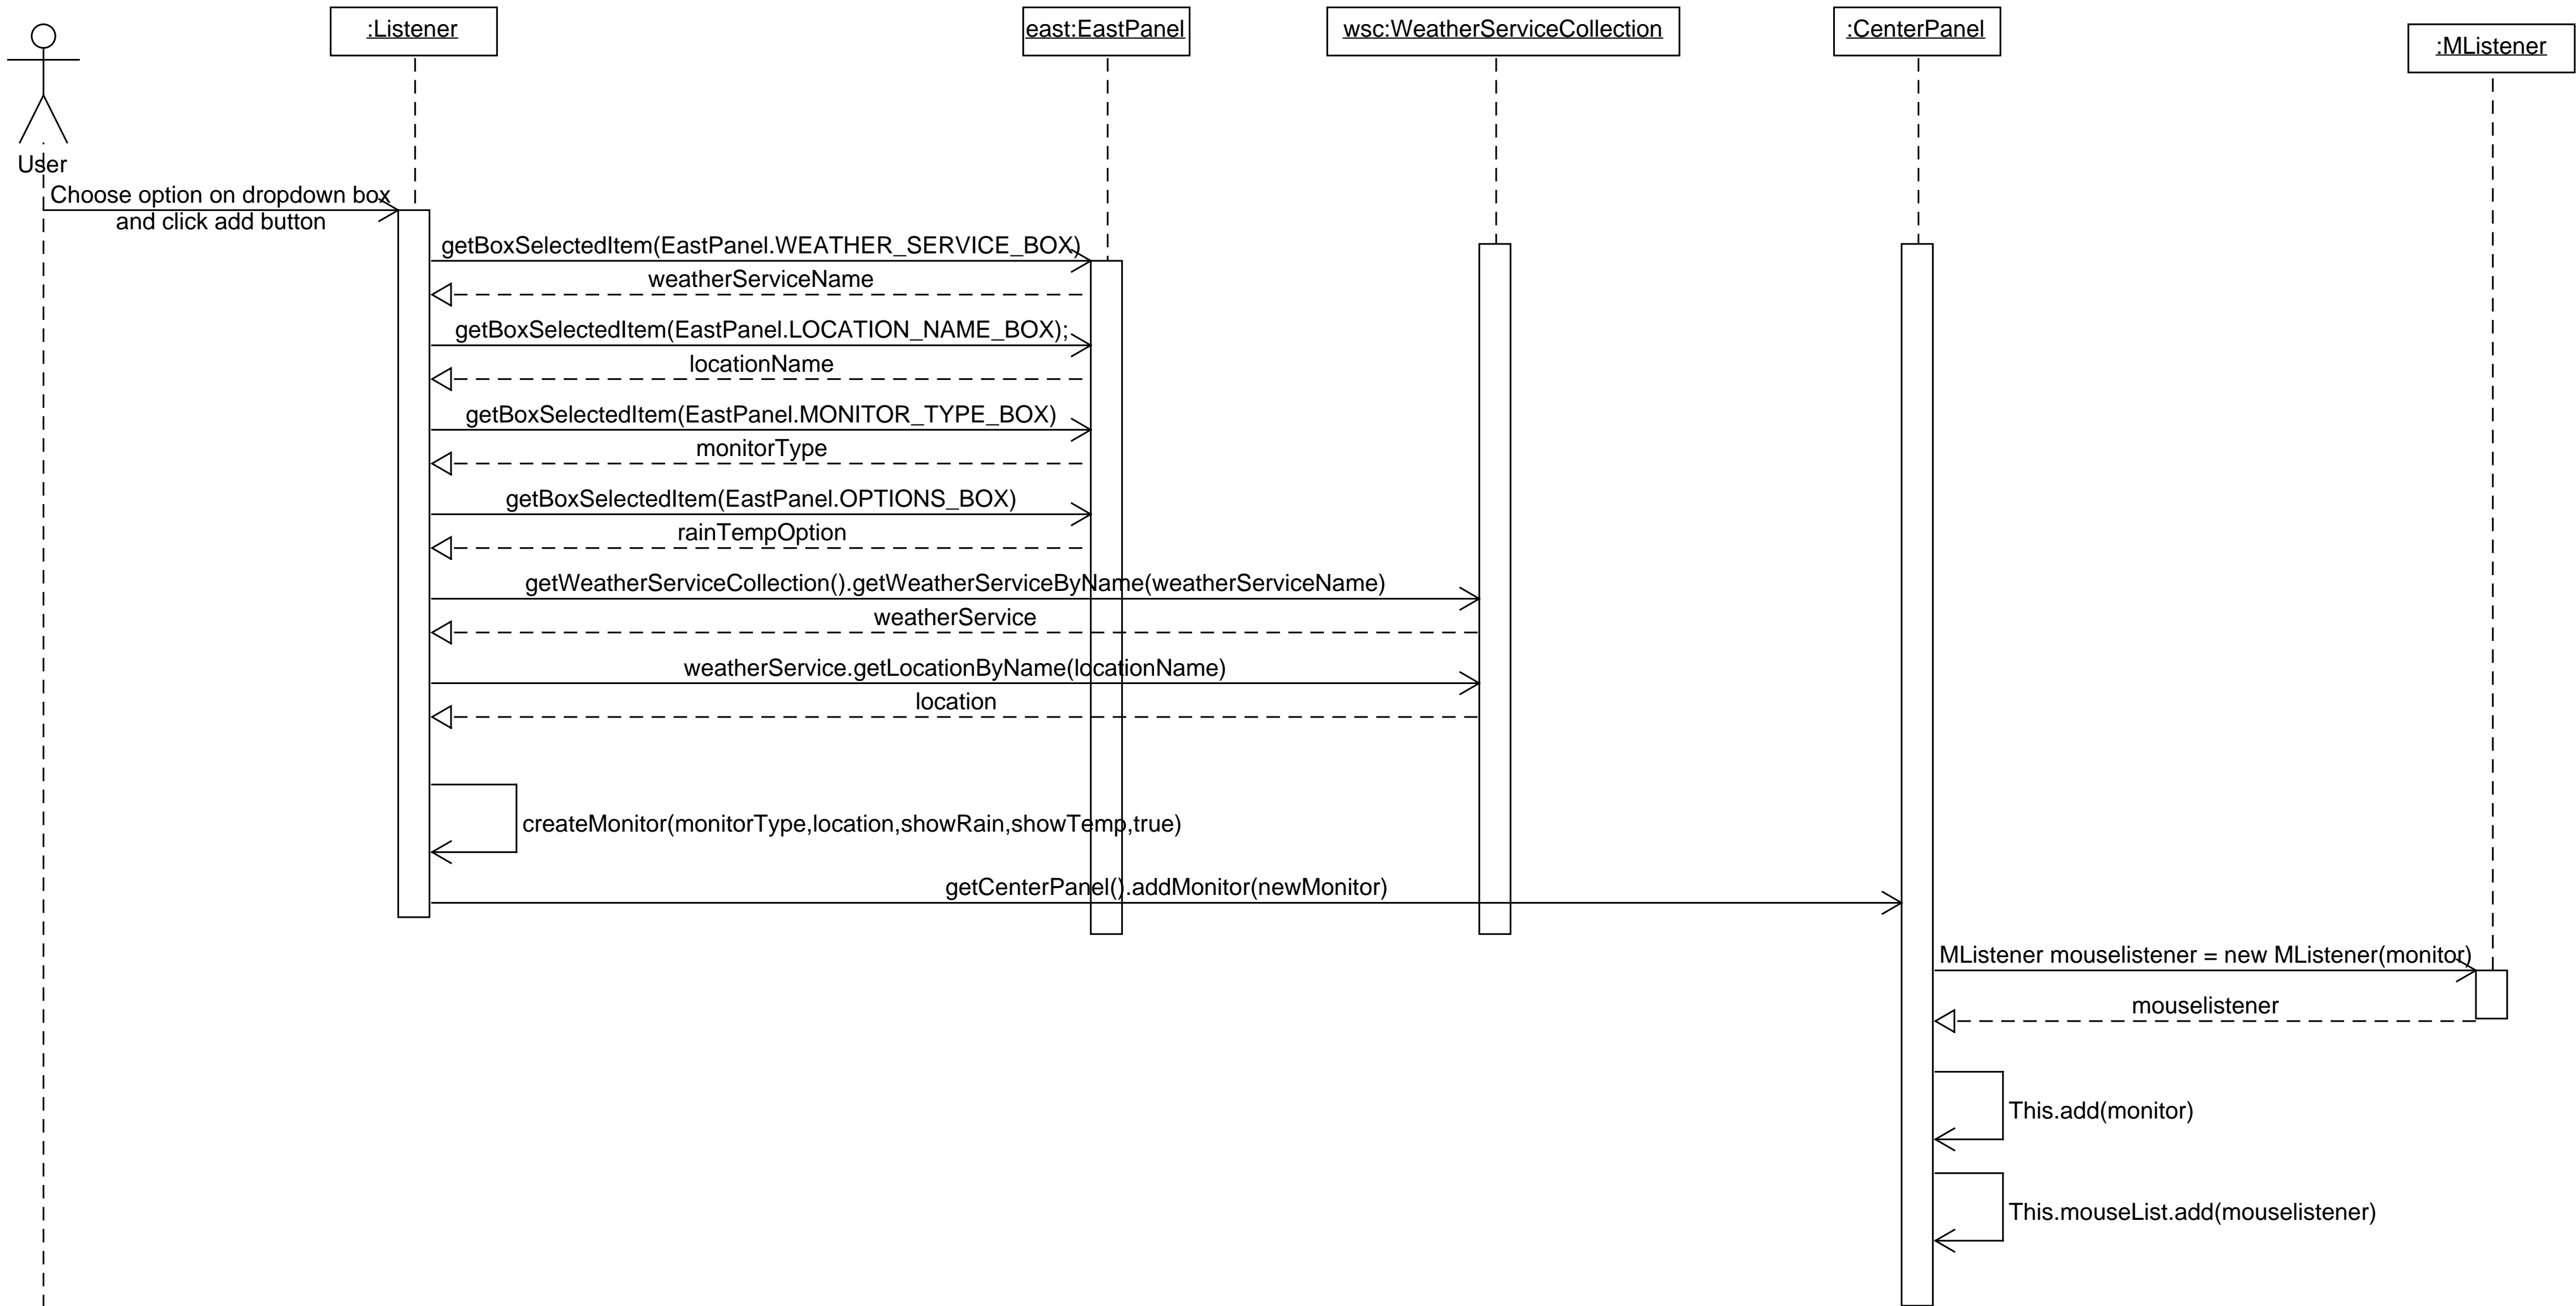 :Listener
east:EastPanel
wsc:WeatherServiceCollection
:CenterPanel
:MListener
User
Choose option on dropdown box
and click add button
getBoxSelectedItem(EastPanel.WEATHER_SERVICE_BOX)
weatherServiceName
getBoxSelectedItem(EastPanel.LOCATION_NAME_BOX);
locationName
getBoxSelectedItem(EastPanel.MONITOR_TYPE_BOX)
monitorType
getBoxSelectedItem(EastPanel.OPTIONS_BOX)
rainTempOption
getWeatherServiceCollection().getWeatherServiceByName(weatherServiceName)
weatherService
weatherService.getLocationByName(locationName)
location
createMonitor(monitorType,location,showRain,showTemp,true)
getCenterPanel().addMonitor(newMonitor)
MListener mouselistener = new MListener(monitor)
mouselistener
This.add(monitor)
This.mouseList.add(mouselistener)